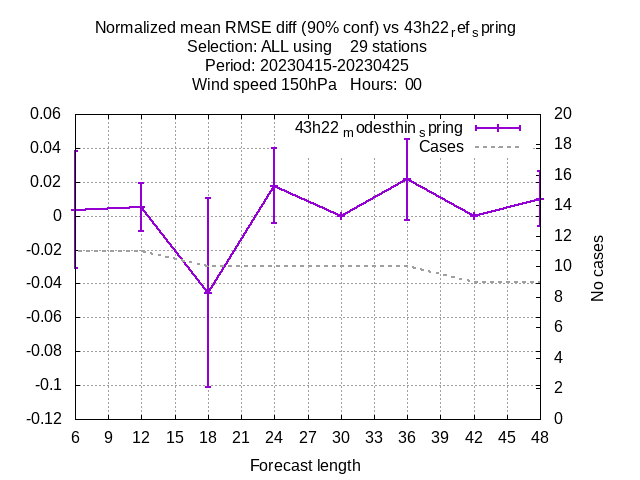 Normalized mean RMSE diff (90% conf) vs 43h22refspring
Selection: ALL using 29 stations
Period: 20230415-20230425
Wind speed 150hPa Hours: 00
43h22modesthinspring
Cases
0.06
0.04
0.02
0
-0.02
-0.04
-0.06
-0.08
-0.1
-0.12
20
18
16
14
12
10
8
6
4
2
0
No cases
6 9 12 15 18 21 24 27 30 33 36 39 42 45 48
Forecast length